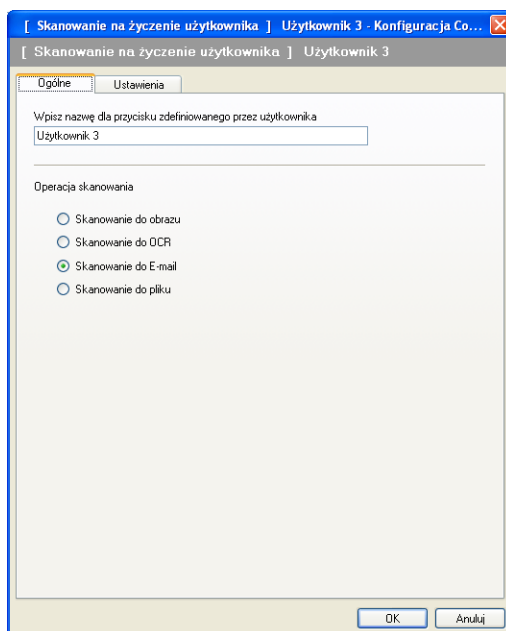 [ Skanowanie na życzenie użytkownika ] Użytkownik 3 - Konfiguracja Co...
[ Skanowanie na życzenie użytkownika ] Użytkownik 3
Ogólne Ustawienia
Wpisz nazwę dla przycisku zdefiniowanego przez użytkownika
Użytkownik 3
Operacja skanowania
Skanowanie do obrazu
Skanowanie do OCR
Skanowanie do E-mail
Skanowanie do pliku
OK Anuluj